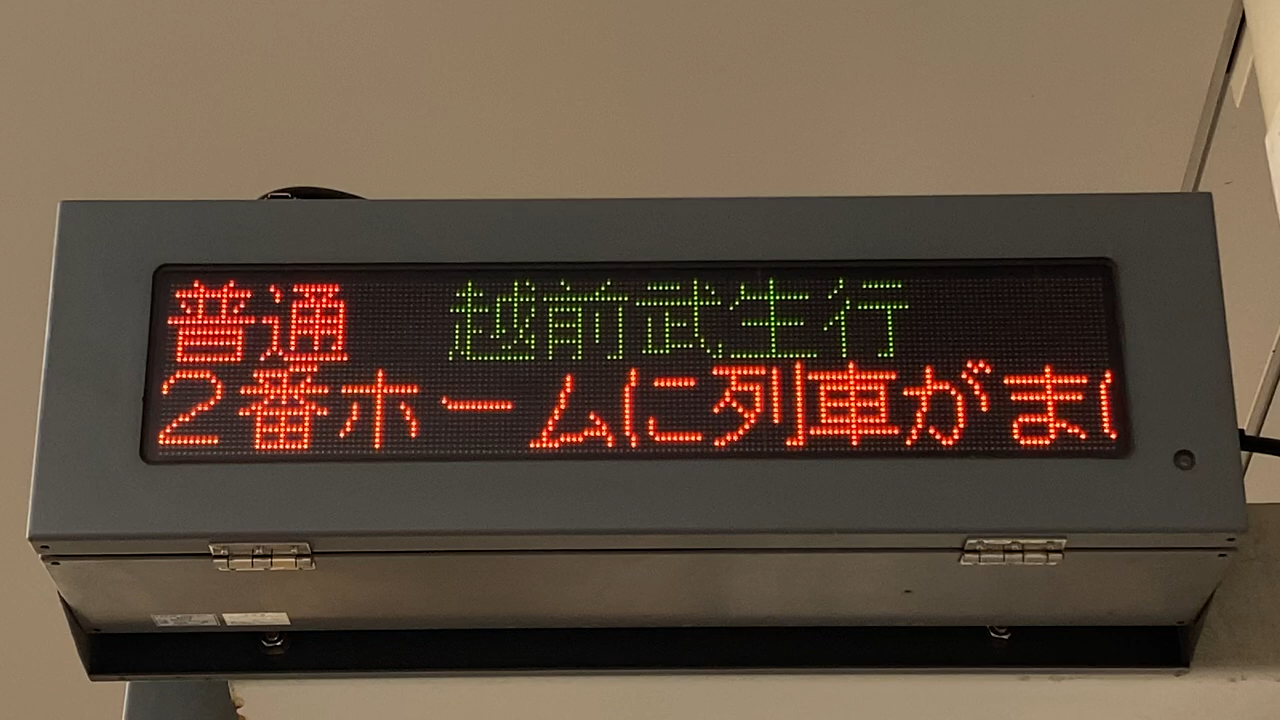 普通 越前武生行
2番ホームに列車がま